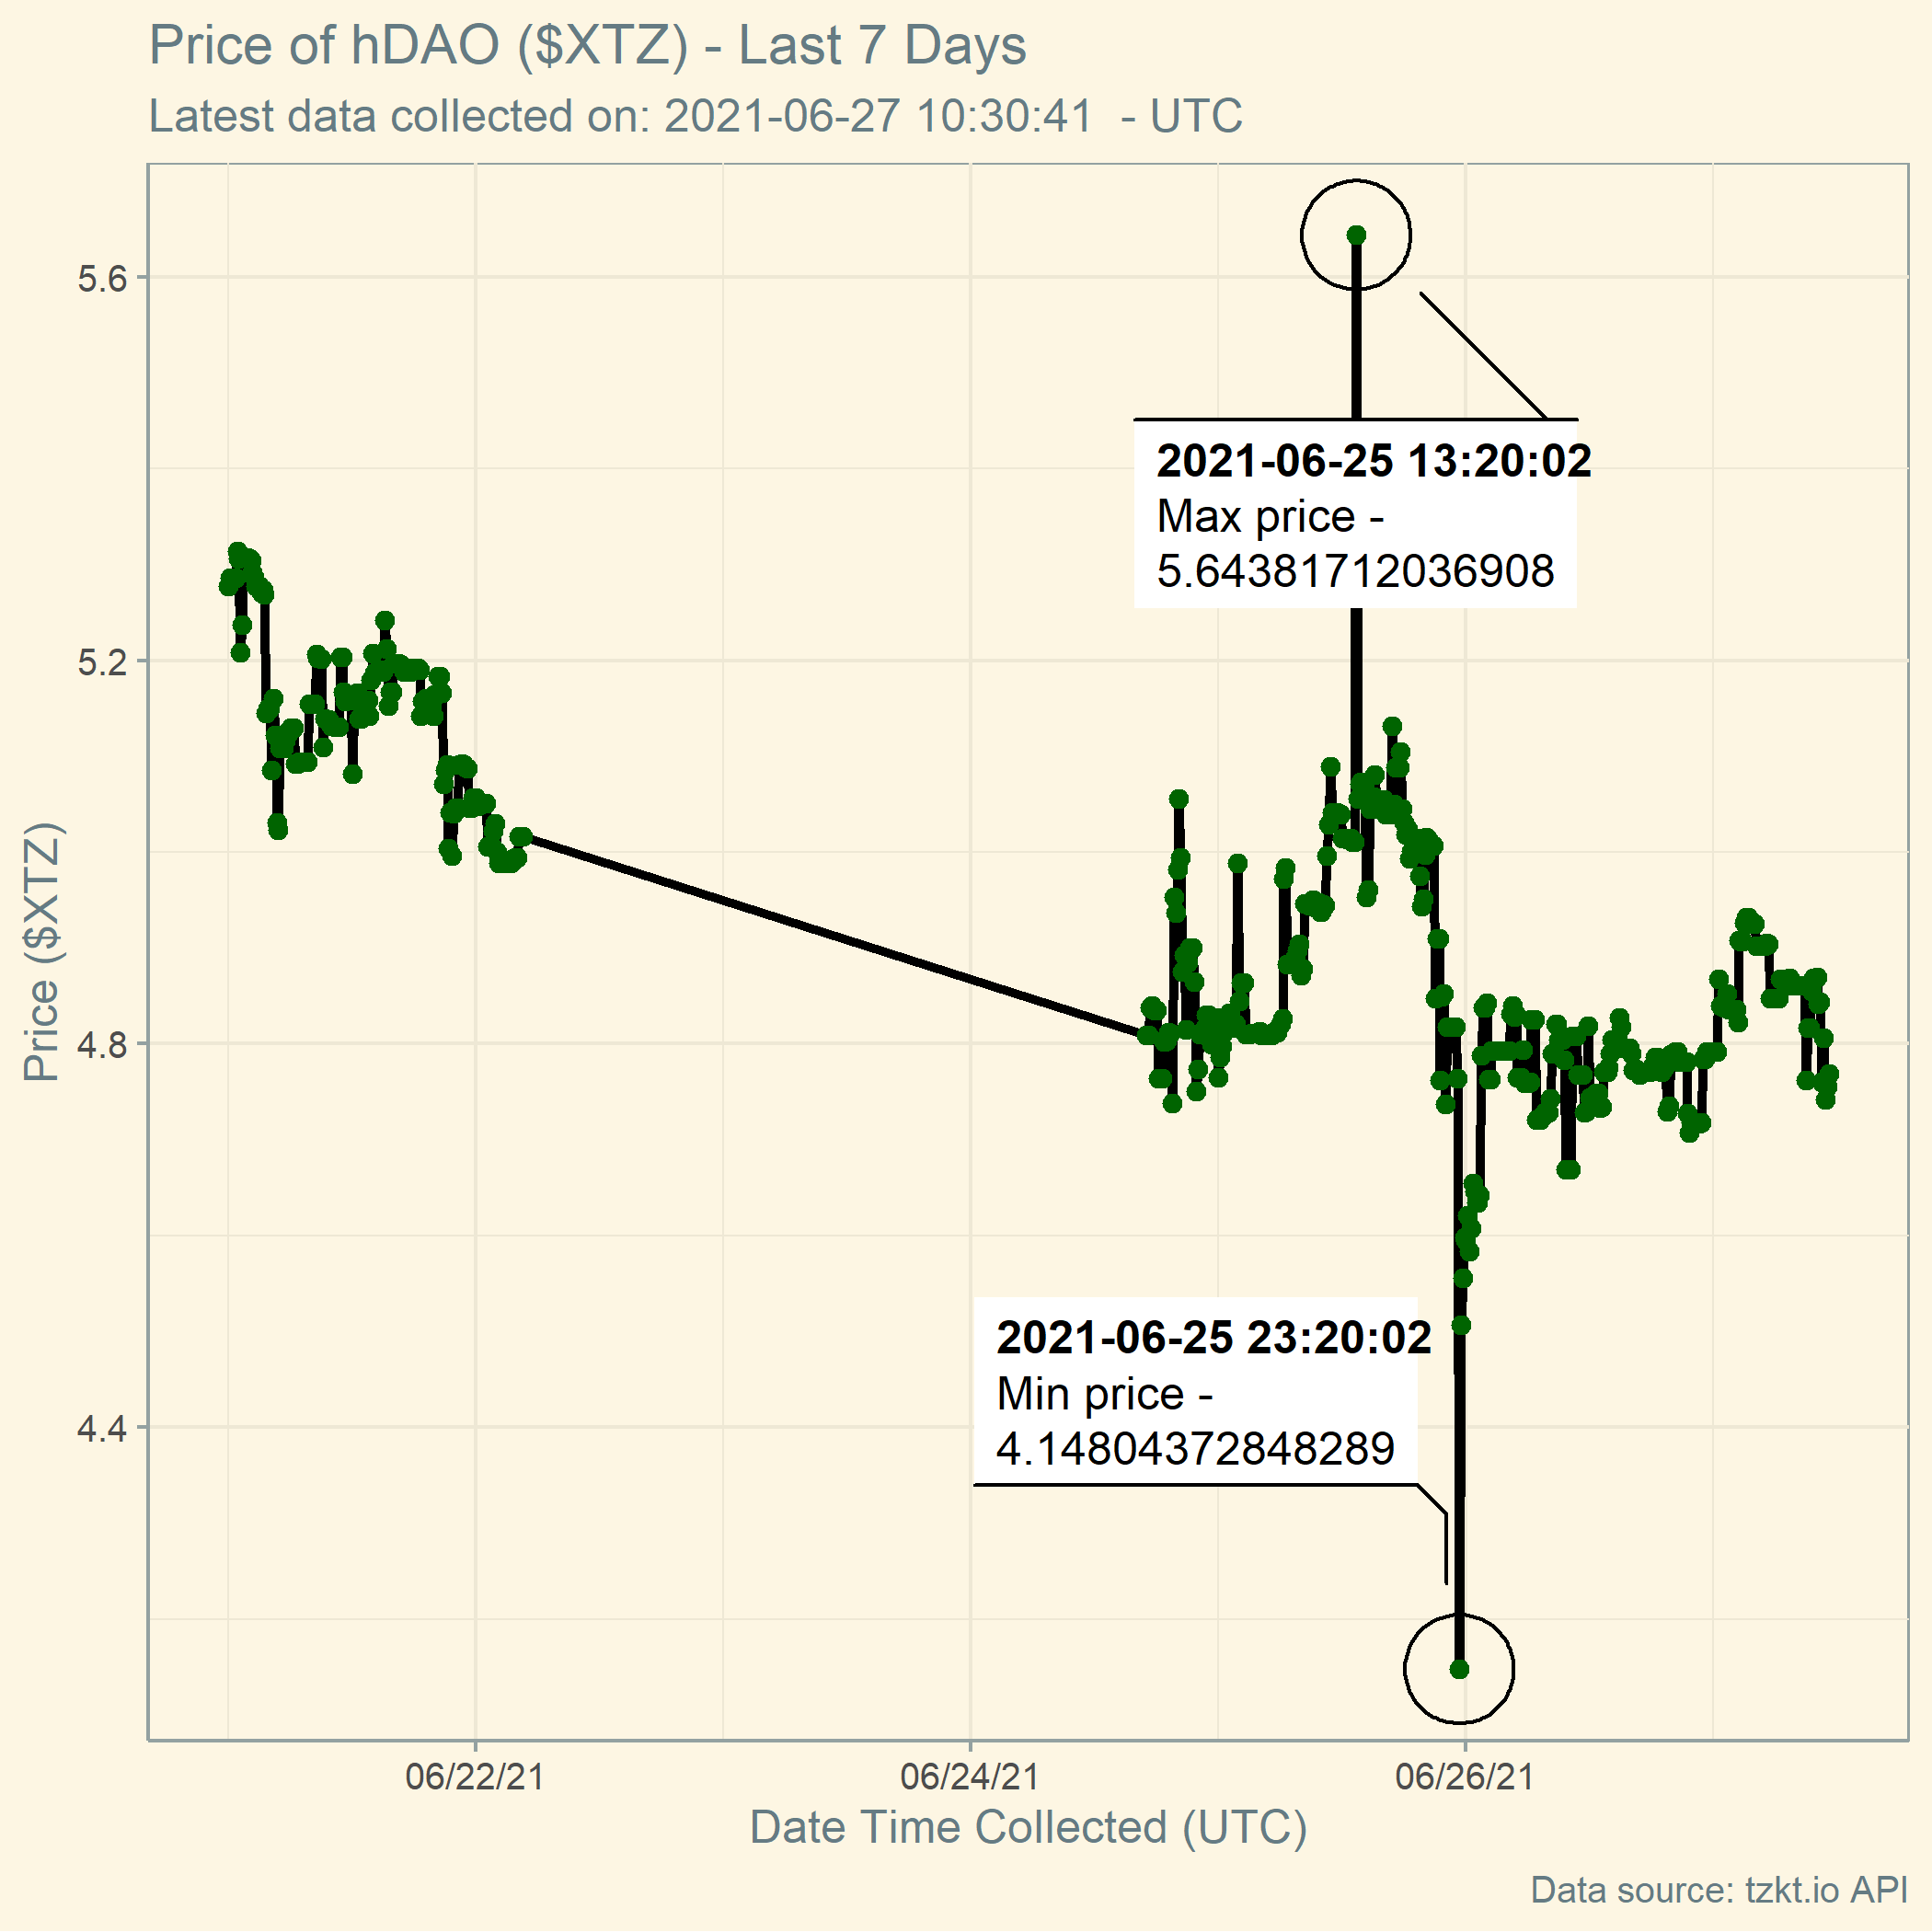 Price of hDAO ($XTZ) - Last 7 Days
Latest data collected on: 2021-06-27 10:30:41  - UTC
Price ($XTZ)
5.6
5.2
4.8
4.4
2021-06-25 13:20:02
Max price -
5.64381712036908
2021-06-25 23:20:02
Min price -
4.14804372848289
06/22/21
06/24/21
06/26/21
Date Time Collected (UTC)
Data source: tzkt.io API